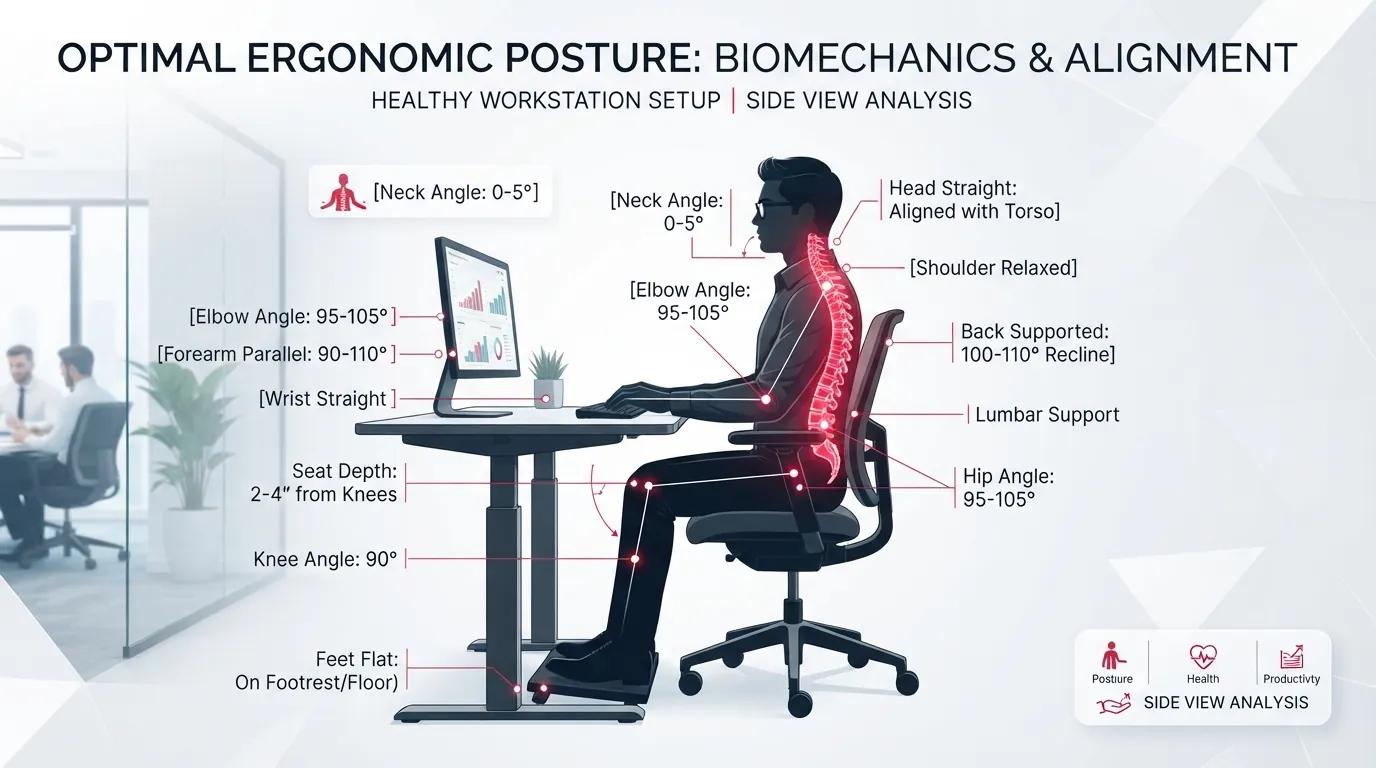 OPTIMAL ERGONOMIC POSTURE: BIOMECHANICS & ALIGNMENT
HEALTHY WORKSTATION SETUP | SIDE VIEW ANALYSIS
[Neck Angle: 0-5°]
[Neck Angle:
0-5°
Head Straight:
Aligned with Torso]
[Shoulder Relaxed]
[Elbow Angle:
95-105°
[Elbow Angle: 95-105°]
[Forearm Parallel: 90-110°]
[Wrist Straight]
Back Supported:
100-110° Recline]
Lumbar Support
Seat Depth:
2-4″ from Knees
Hip Angle:
95-105°
Knee Angle: 90°
Feet Flat:
On Footrest/Floor)
Posture
Health
Productivty
SIDE VIEW ANALYSIS